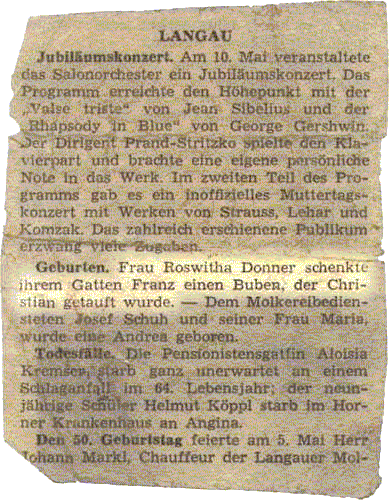 LANGAU
Jubiläumskonzert. Am 10. Mai veranstaltete
das Salonorchester ein Jubiläumskonzert. Das
Programm erreichte den Höhepunkt mit der
„Valse triste" von Jean Sibelius und der
„Rhapsody in Blue" von George Gershwin.
Der Dirigent Prand-Stritzko spielte den Kla-
vierpart und brachte eine eigene persönliche
Note in das Werk. Im zweiten Teil des Pro-
gramms gab es ein inoffizielles Muttertags-
konzert mit Werken von Strauss, Lehar und
Komzak. Das zahlreich erschienene Publikum
erzwang viele Zugaben.
Geburten. Frau Roswitha Donner schenkte
ihrem Gatten Franz einen Buben, der Chri-
stian getauft wurde. — Dem Molkereibedien-
steten Josef Schuh und seiner Frau Maria,
wurde eine Andrea geboren.
Todesfälle. Die Pensionistensgattin Aloisia
Kremser, starb ganz unerwartet an einem
Schlaganfall im 64. Lebensjahr; der neun-
jährige Schüler Helmut Köppl starb im Hor-
ner Krankenhaus an Angina.
Den 50. Geburtstag feierte am 5. Mai Herr
Johann Markl, Chauffeur der Langauer Mol-